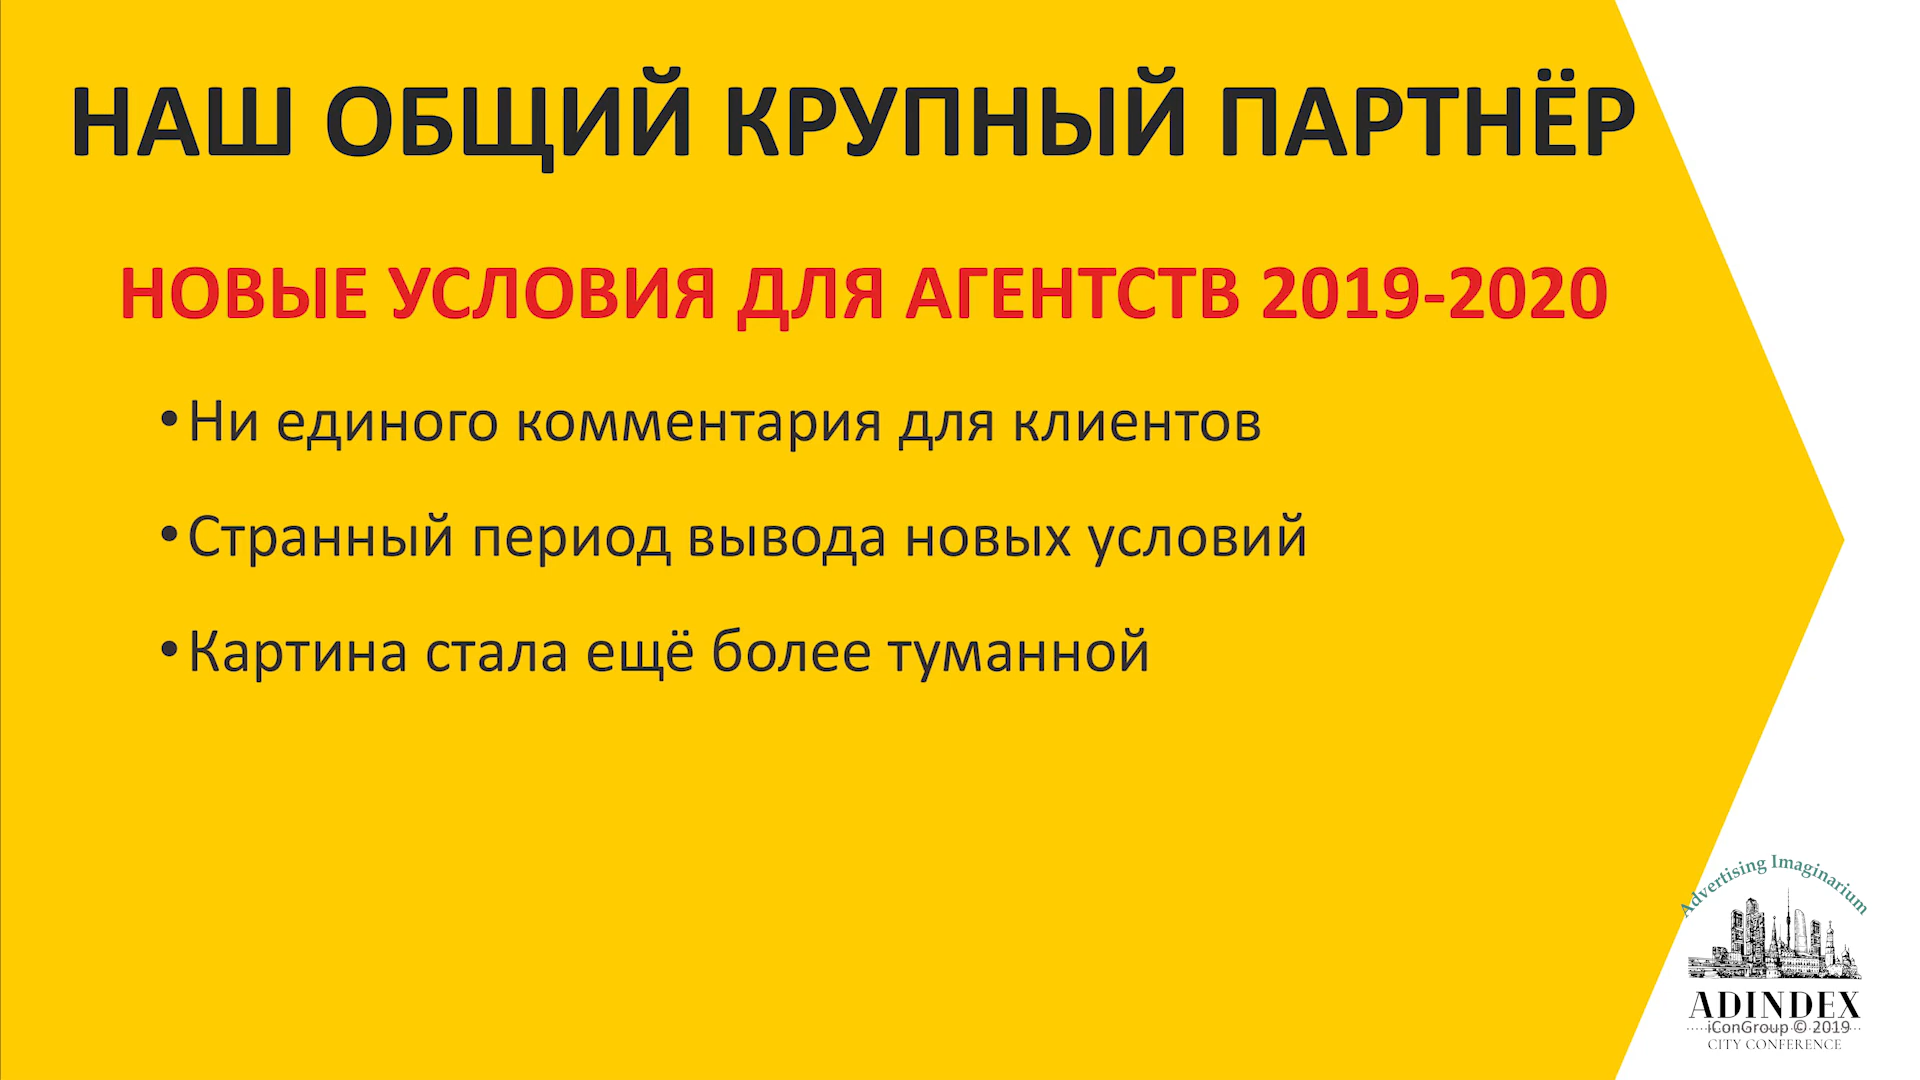 НАШ ОБЩИЙ КРУПНЫЙ ПАРТНЁР
НОВЫЕ УСЛОВИЯ ДЛЯ АГЕНТСТВ 2019-2020
•Ни единого комментария для клиентов
•Странный период вывода новых условий
•Картина стала ещё более туманной
Advertising Imaginarium
ADINDEX
iConGroup © 2019
CITY CONFERENCE